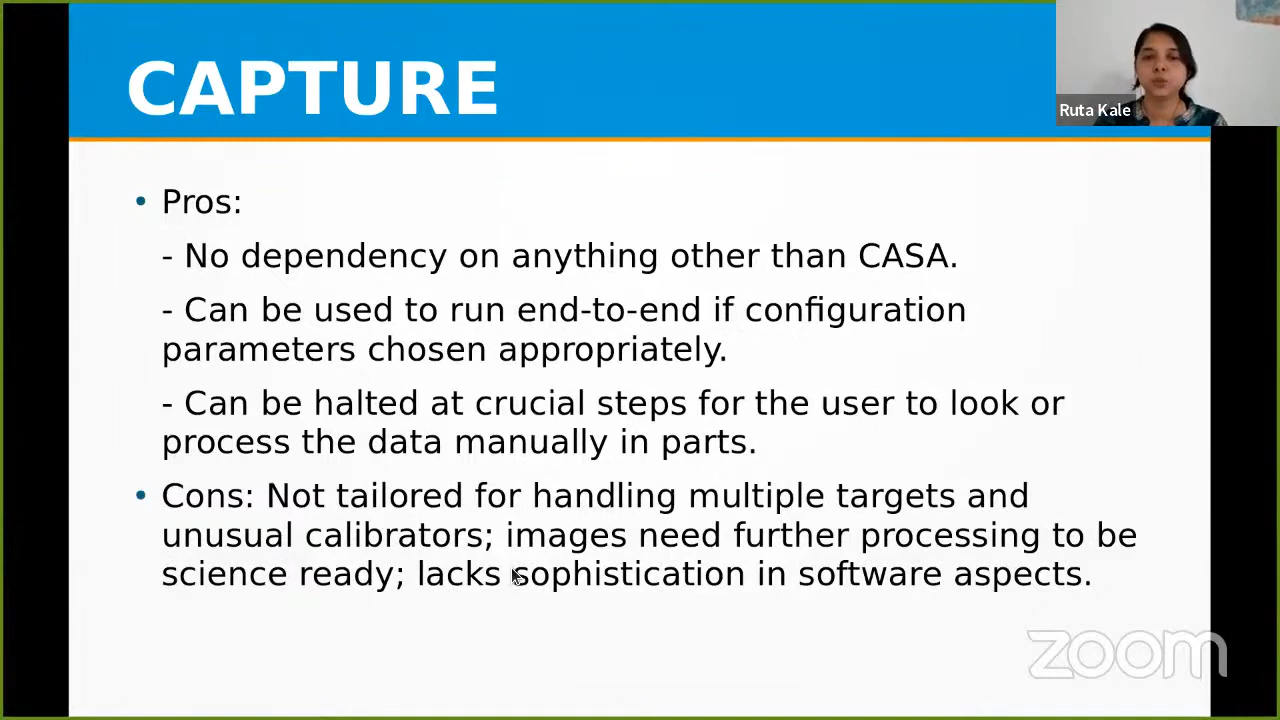 CAPTURE
Ruta Kale
• Pros:
- No dependency on anything other than CASA.
- Can be used to run end-to-end if configuration
parameters chosen appropriately.
- Can be halted at crucial steps for the user to look or
process the data manually in parts.
• Cons: Not tailored for handling multiple targets and
unusual calibrators; images need further processing to be
science ready; lacks sophistication in software aspects.
zoom